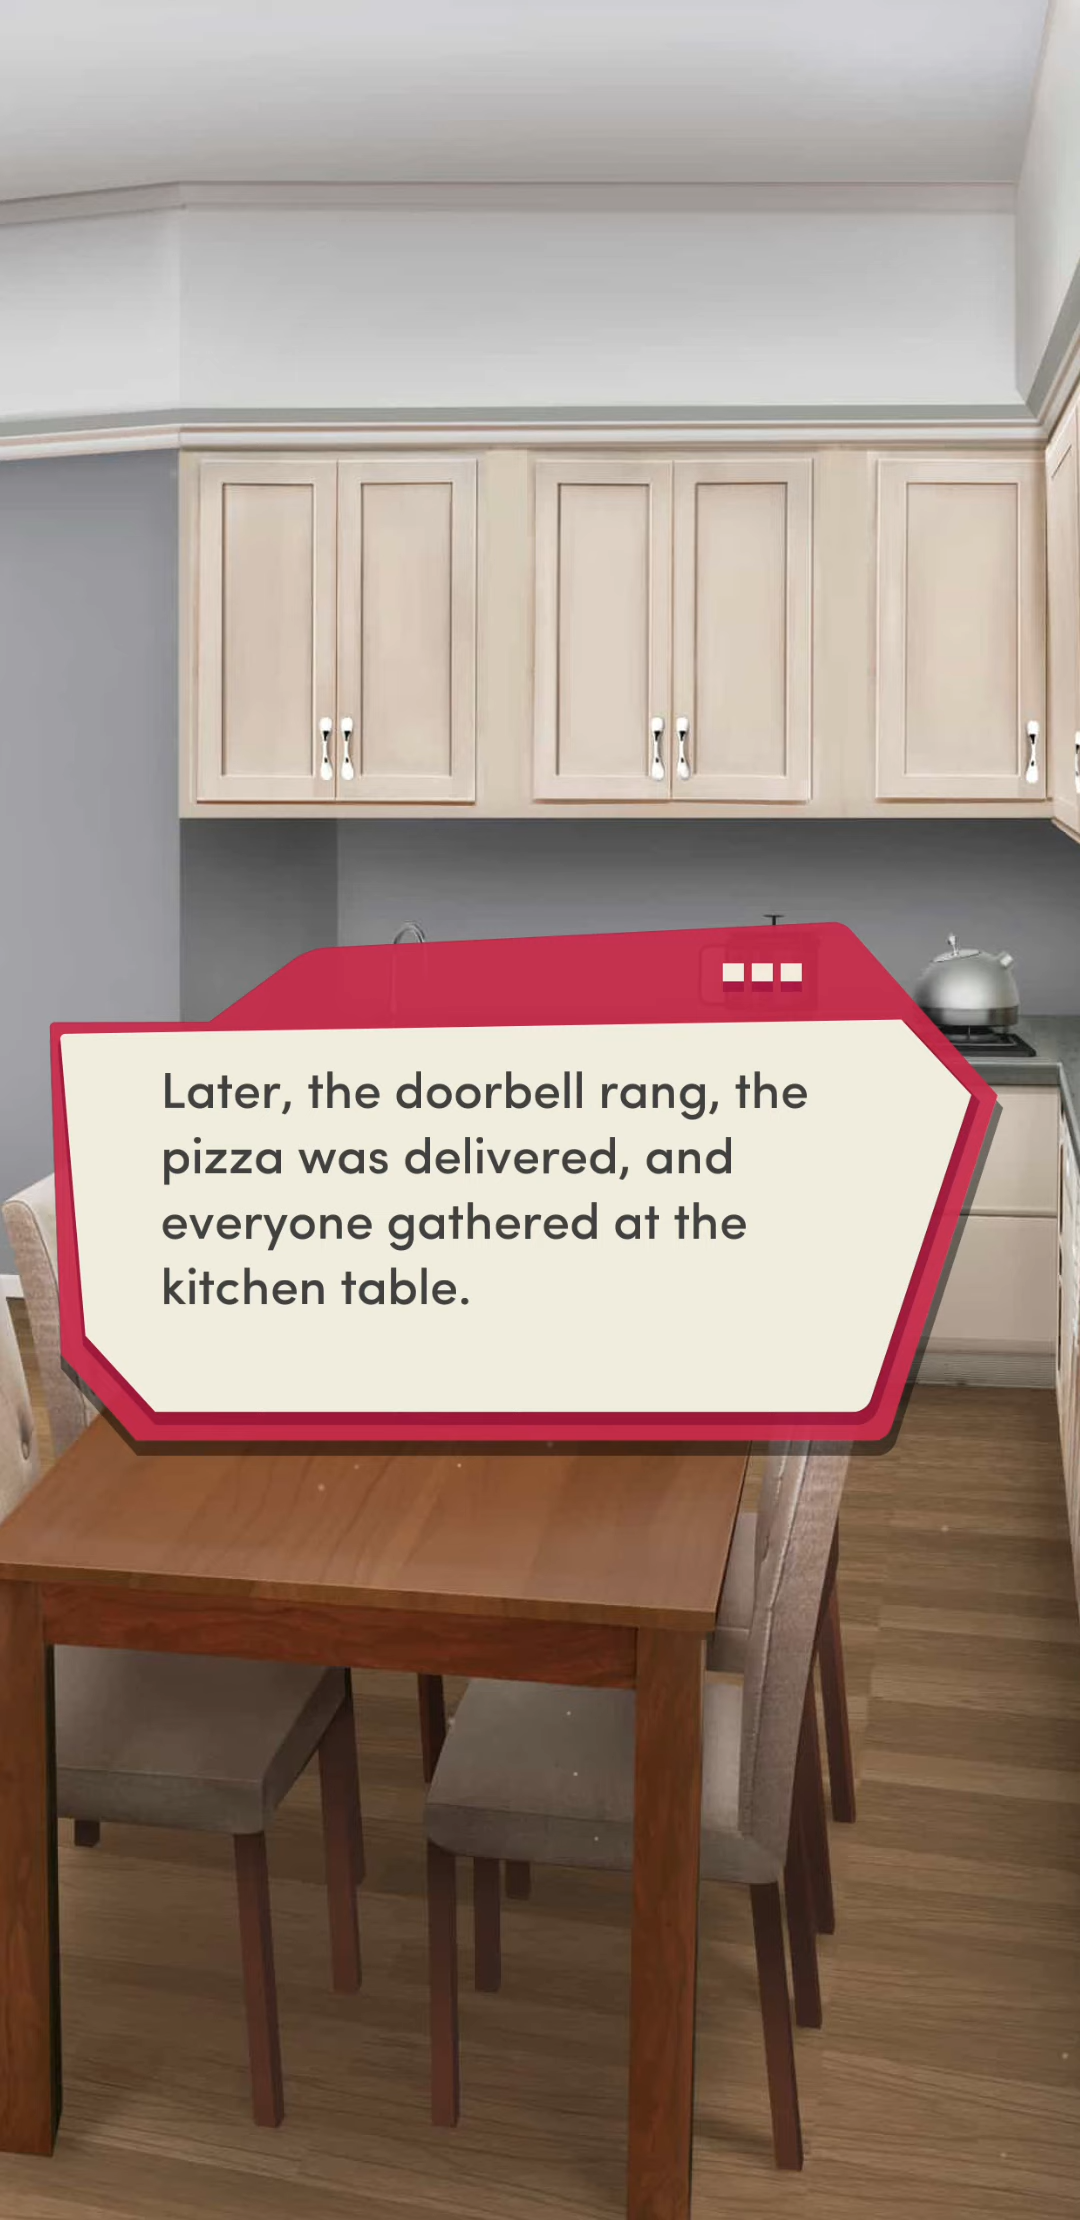 Later, the doorbell rang, the
pizza was delivered, and
everyone gathered at the
kitchen table.